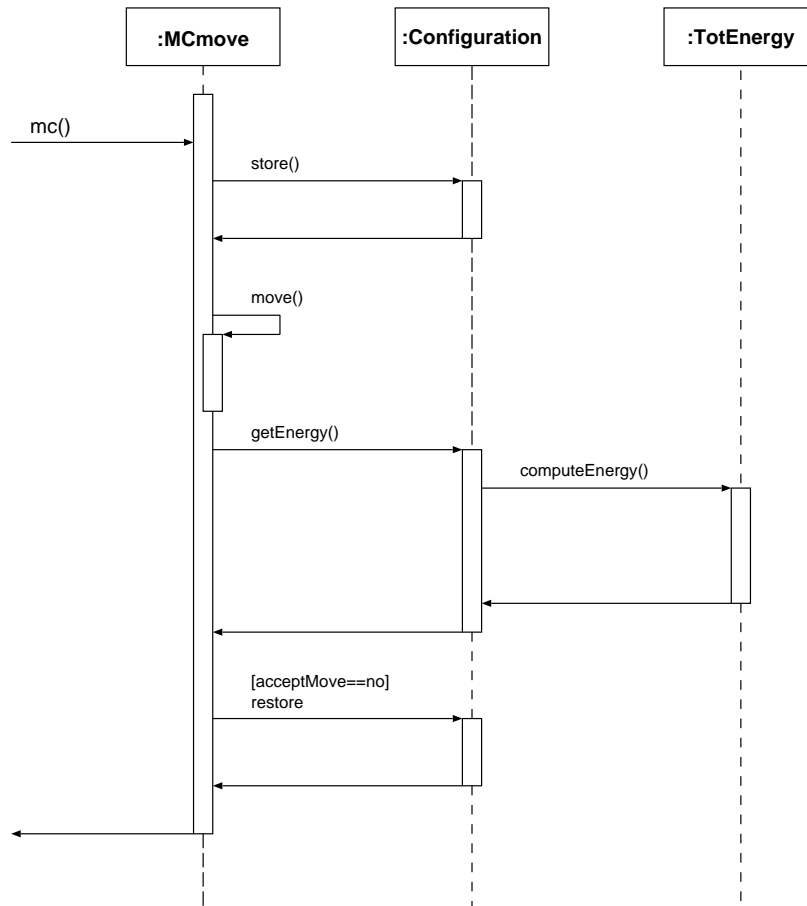 :MCmove
:Configuration
:TotEnergy
mc()
store()
move()
getEnergy()
computeEnergy()
[acceptMove==no]
restore